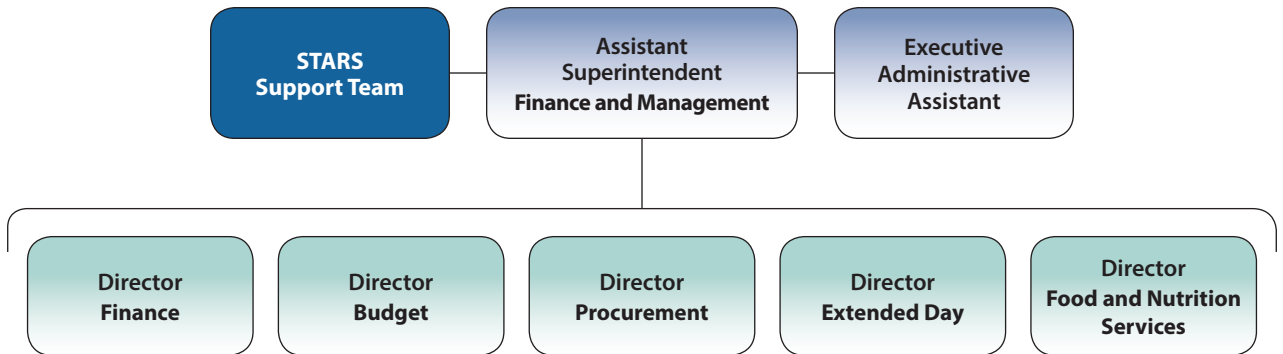 STARS
Support Team
Assistant
Superintendent
Finance and Management
Executive
Administrative
Assistant
Director
Finance
Director
Budget
Director
Procurement
Director
Extended Day
Director
Food and Nutrition
Services